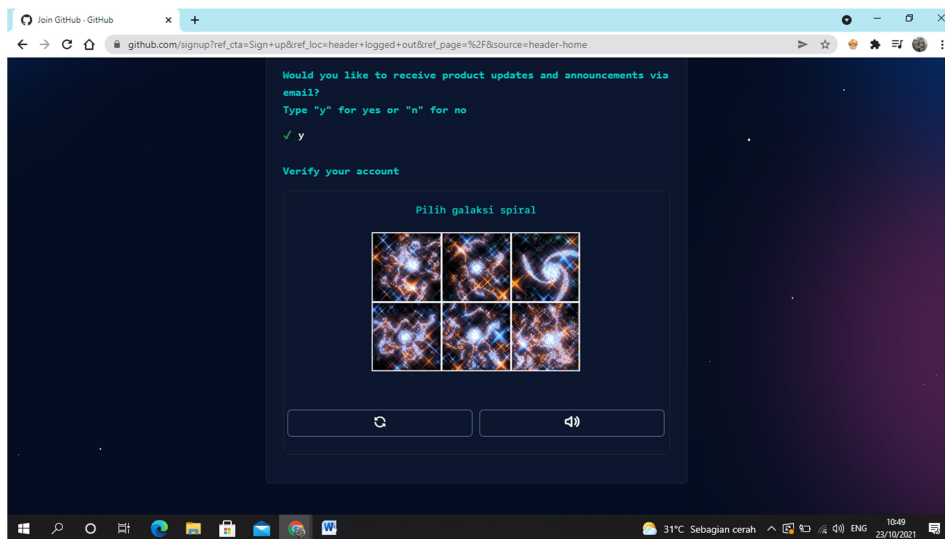 Join GitHub · GitHub
github.com/signup?ref_cta=Sign+up&ref_loc=header+logged+out&ref_page=%2F&source=header-home
Would you like to receive product updates and announcements via
email?
Type "y" for yes or "n" for no
✓ y
Verify your account
Pilih galaksi spiral
31°C Sebagian cerah
ENG
10:49
23/10/2021